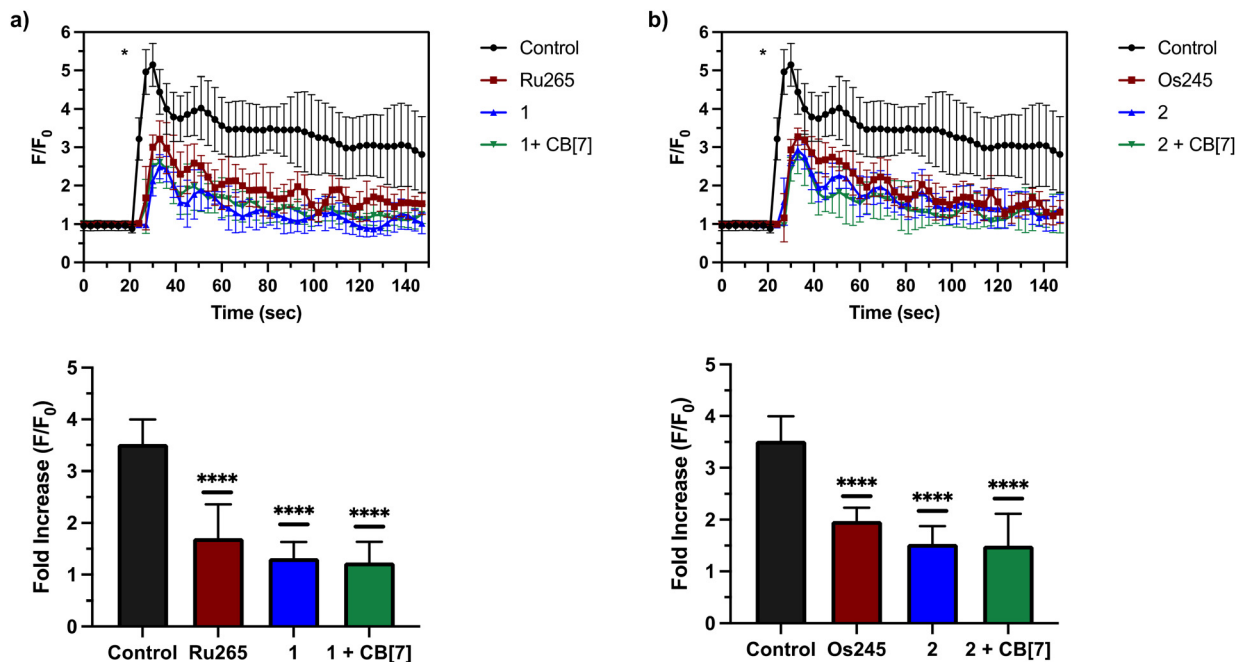 a)
6
5
4
3
2
1
0
F/F0
*
0 20 40 60 80 100 120 140
Time (sec)
Control
Ru265
1
1+ CB[7]
b)
6
5
4
3
2
1
0
F/F0
*
0 20 40 60 80 100 120 140
Time (sec)
Control
Os245
2
2 + CB[7]
5
4
3
2
1
0
Fold Increase (F/F0)
**** **** ****
Control Ru265 1 1 + CB[7]
5
4
3
2
1
0
Fold Increase (F/F0)
**** **** ****
Control Os245 2 2 + CB[7]